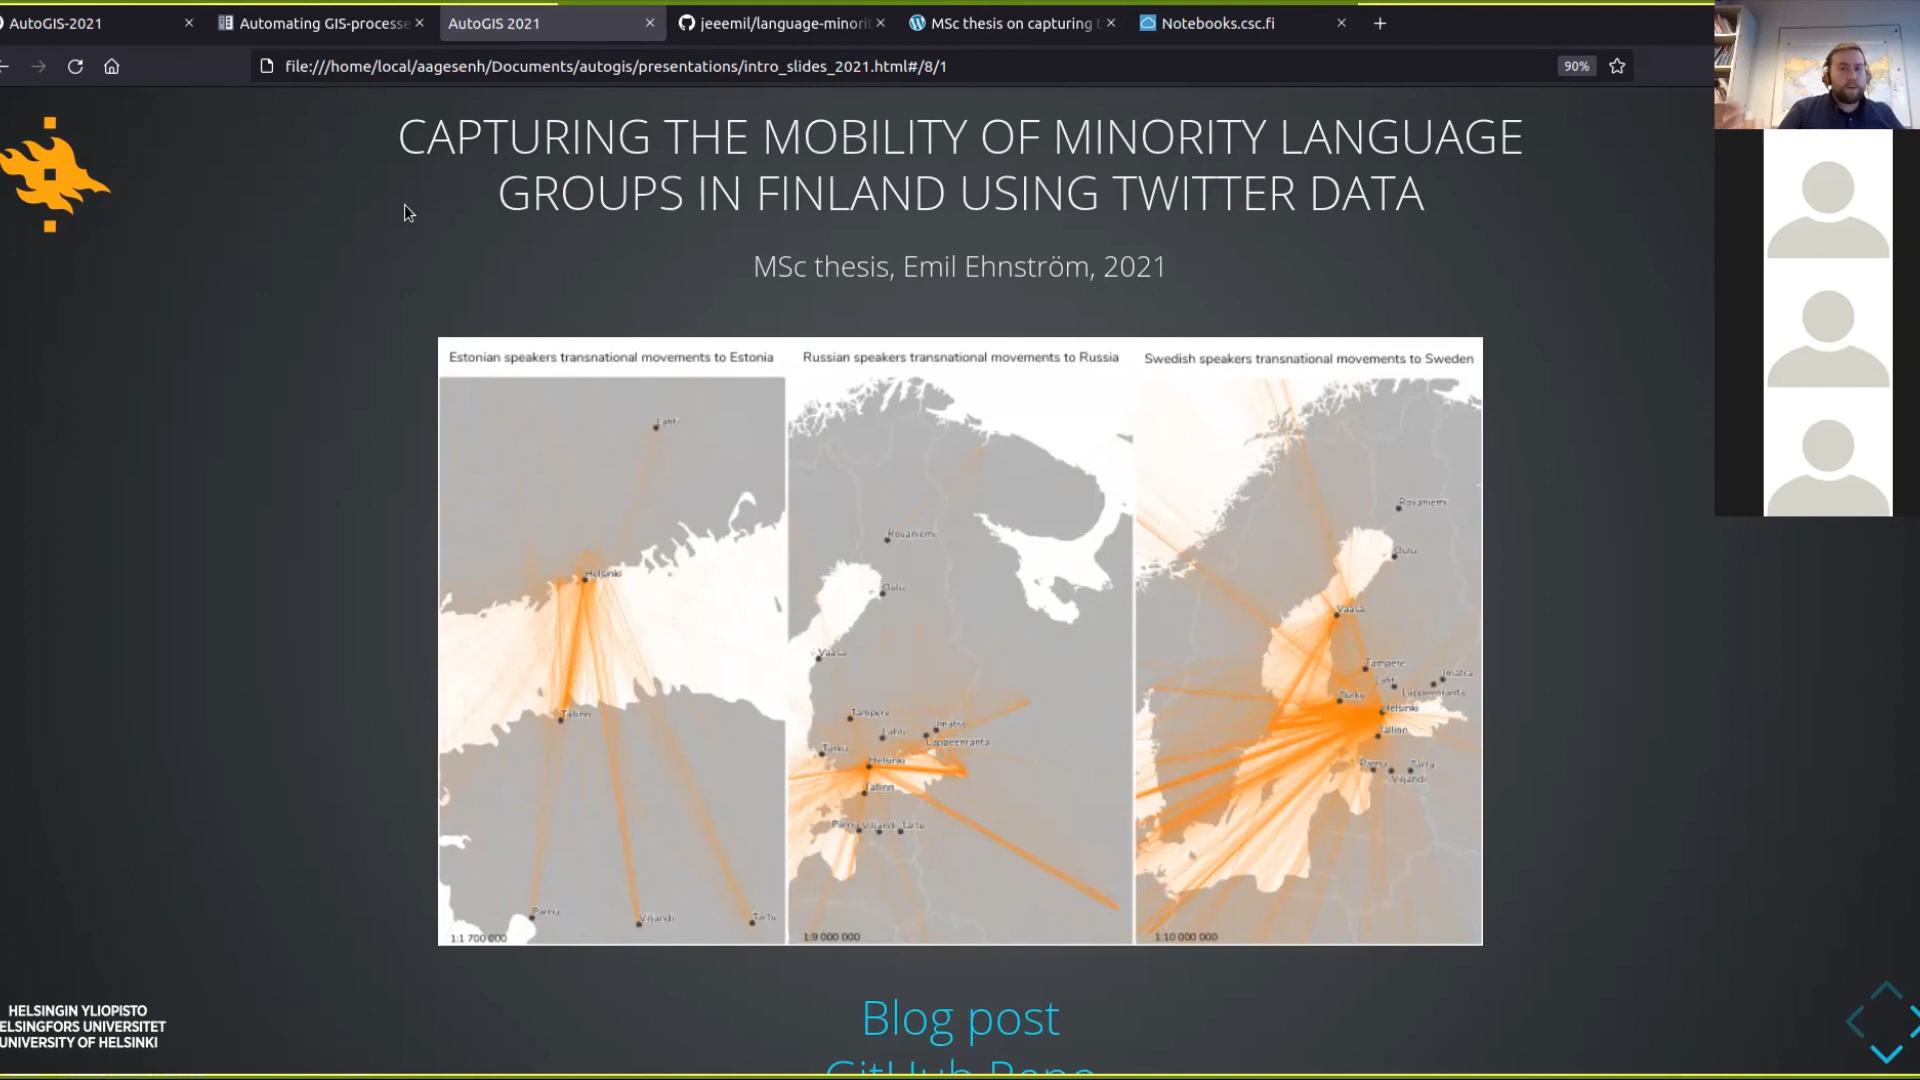 AutoGIS-2021
Automating GIS-processe
AutoGIS 2021
jeeemil/language-minorit
MSc thesis on capturing t
Notebooks.csc.fi
file:///home/local/aagesenh/Documents/autogis/presentations/intro_slides_2021.html#/8/1
90%
CAPTURING THE MOBILITY OF MINORITY LANGUAGE
GROUPS IN FINLAND USING TWITTER DATA
MSc thesis, Emil Ehnström, 2021
Estonian speakers transnational movements to Estonia
Lahti
Helsinki
Tallinn
Pärnu
Viljandi
Tartu
1:1 700 000
Russian speakers transnational movements to Russia
Rovaniemi
Oulu
Vaasa
Tampere
Imatra
Lahti
Lappeenranta
Turku
Helsinki
Tallinn
Pärnu
Viljandi
Tartu
1:9 000 000
Swedish speakers transnational movements to Sweden
Rovaniemi
Oulu
Vaasa
Tampere
Imatra
Lahti
Lappeenranta
Turku
Helsinki
Tallinn
Pärnu
Tartu
Viljandi
1:10 000 000
Blog post
GitHub Repo
HELSINGIN YLIOPISTO
ELSINGFORS UNIVERSITET
UNIVERSITY OF HELSINKI